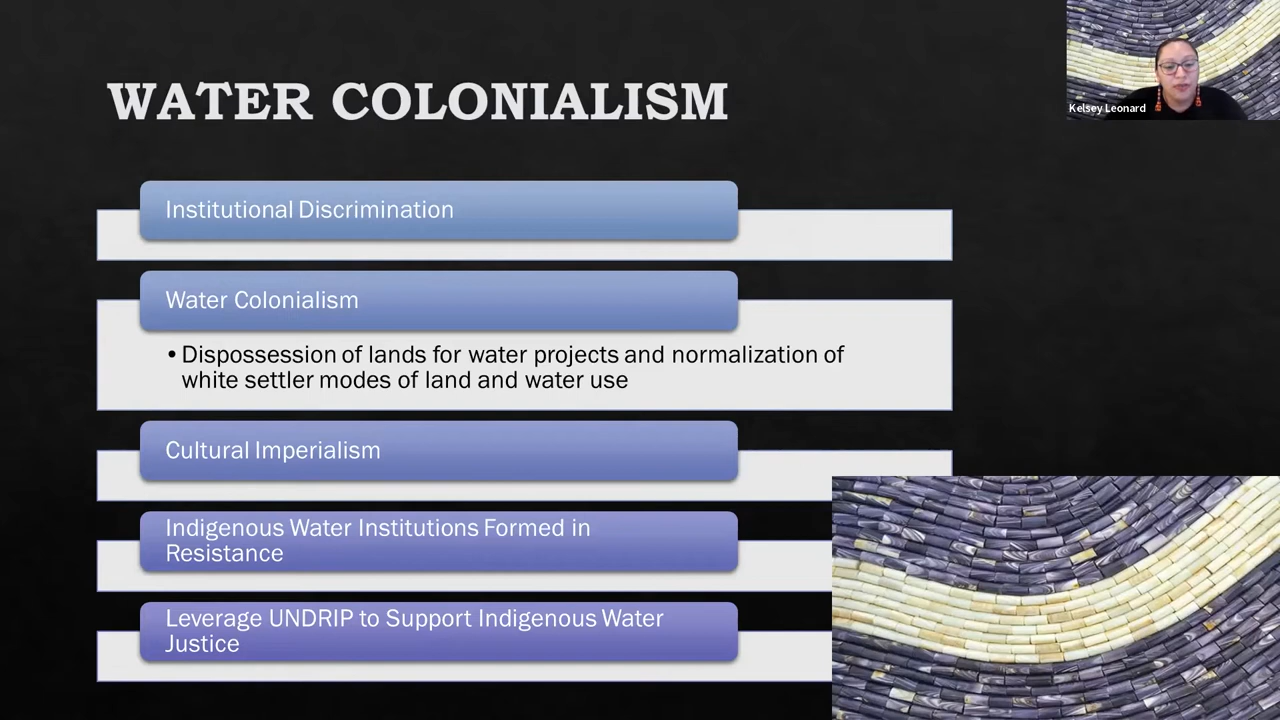 WATER COLONIALISM
Kelsey Leonard
Institutional Discrimination
Water Colonialism
• Dispossession of lands for water projects and normalization of
white settler modes of land and water use
Cultural Imperialism
Indigenous Water Institutions Formed in
Resistance
Leverage UNDRIP to Support Indigenous Water
Justice